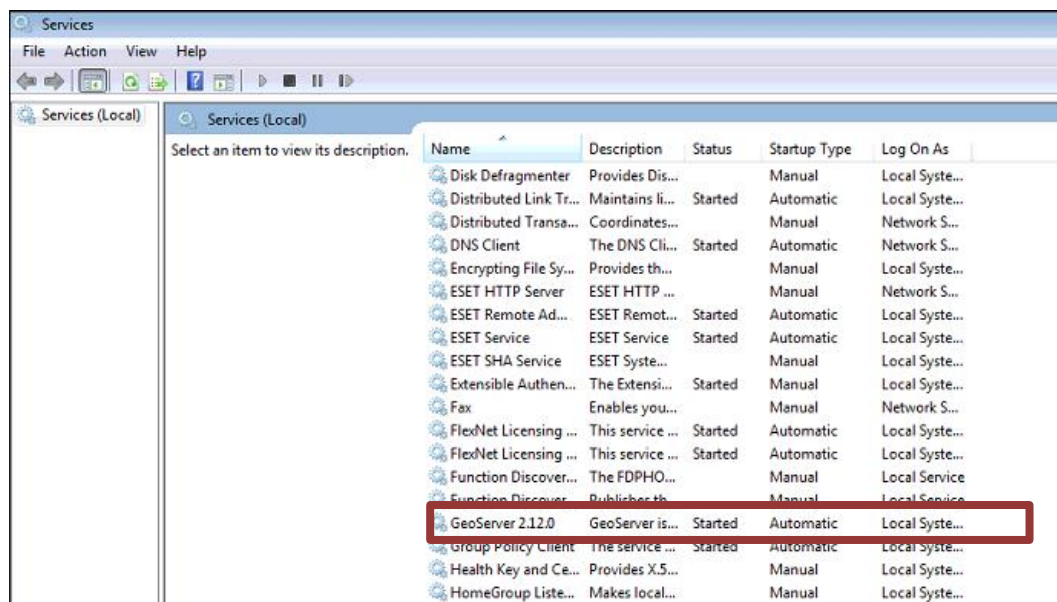 Services
File Action View Help
Services (Local)
Services (Local)
Select an item to view its description.
Name Description Status Startup Type Log On As
Disk Defragmenter Provides Dis... Manual Local Syste...
Distributed Link Tr... Maintains li... Started Automatic Local Syste...
Distributed Transa... Coordinates... Manual Network S...
DNS Client The DNS Cli... Started Automatic Network S...
Encrypting File Sy... Provides th... Manual Local Syste...
ESET HTTP Server ESET HTTP ... Manual Network S...
ESET Remote Ad... ESET Remot... Started Automatic Local Syste...
ESET Service ESET Service Started Automatic Local Syste...
ESET SHA Service ESET Syste... Manual Local Syste...
Extensible Authen... The Extensi... Started Manual Local Syste...
Fax Enables you... Manual Network S...
FlexNet Licensing ... This service ... Started Automatic Local Syste...
FlexNet Licensing ... This service ... Started Automatic Local Syste...
Function Discover... The FDPHO... Manual Local Service
Function Discover... Publishes th... Manual Local Service
GeoServer 2.12.0 GeoServer is... Started Automatic Local Syste...
Group Policy Client The service ... Started Automatic Local Syste...
Health Key and Ce... Provides X.5... Manual Local Syste...
HomeGroup Liste... Makes local... Manual Local Syste...